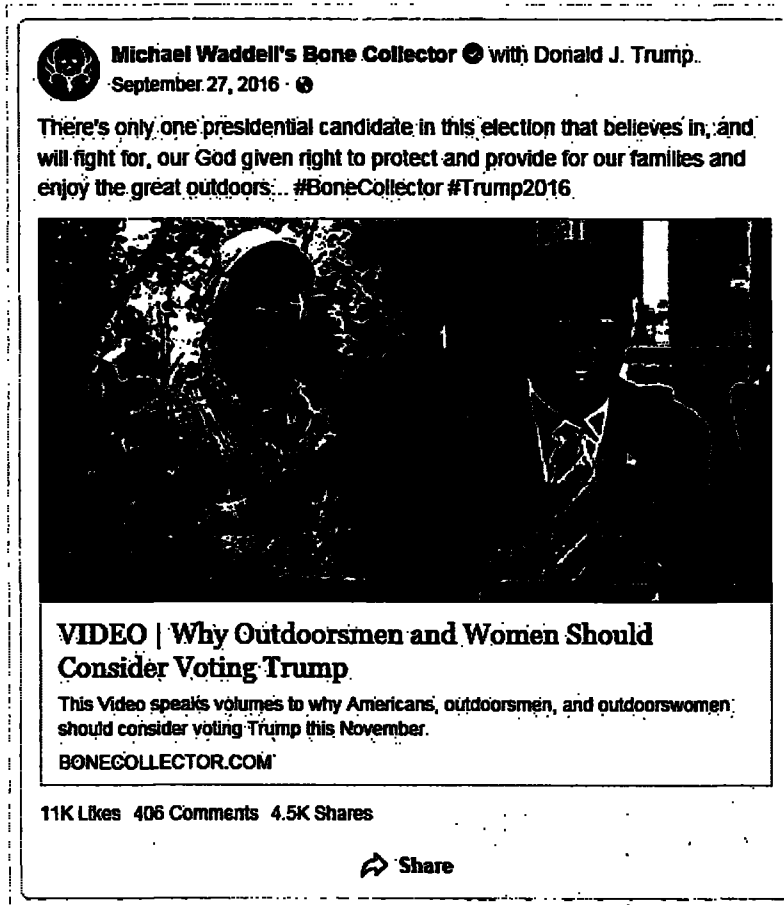 Michael Waddell's Bone Collector with Donald J. Trump.
September 27, 2016 ·
There's only one presidential candidate in this election that believes in, and
will fight for, our God given right to protect and provide for our families and
enjoy the great outdoors... #BoneCollector #Trump2016
VIDEO | Why Outdoorsmen and Women Should
Consider Voting Trump
This Video speaks volumes to why Americans, outdoorsmen, and outdoorswomen
should consider voting Trump this November.
BONECOLLECTOR.COM
11K Likes 406 Comments 4.5K Shares
Share